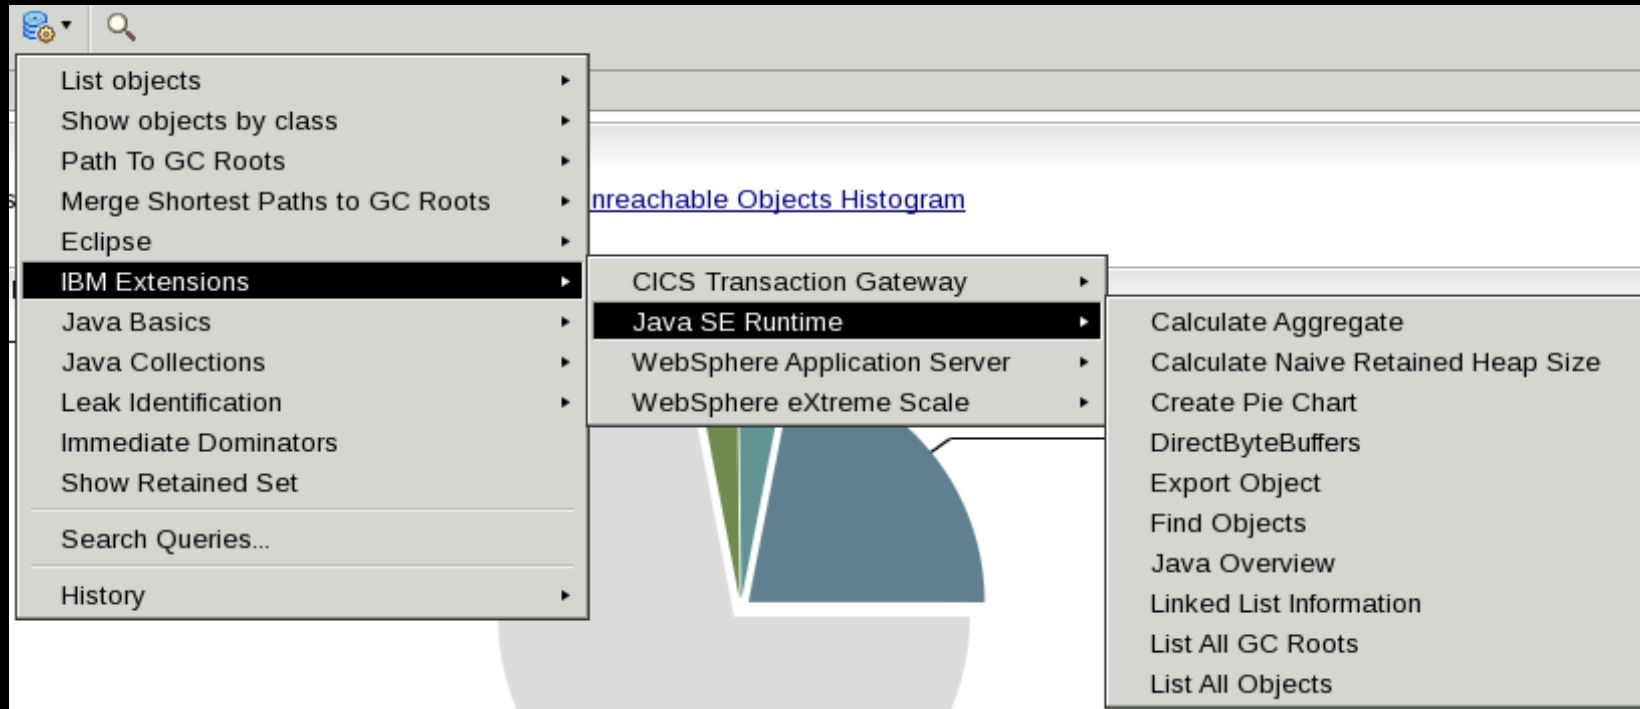 List objects
Show objects by class
Path To GC Roots
Merge Shortest Paths to GC Roots
Eclipse
IBM Extensions
Java Basics
Java Collections
Leak Identification
Immediate Dominators
Show Retained Set
Search Queries...
History
nreachable Objects Histogram
CICS Transaction Gateway
Java SE Runtime
WebSphere Application Server
WebSphere eXtreme Scale
Calculate Aggregate
Calculate Naive Retained Heap Size
Create Pie Chart
DirectByteBuffers
Export Object
Find Objects
Java Overview
Linked List Information
List All GC Roots
List All Objects